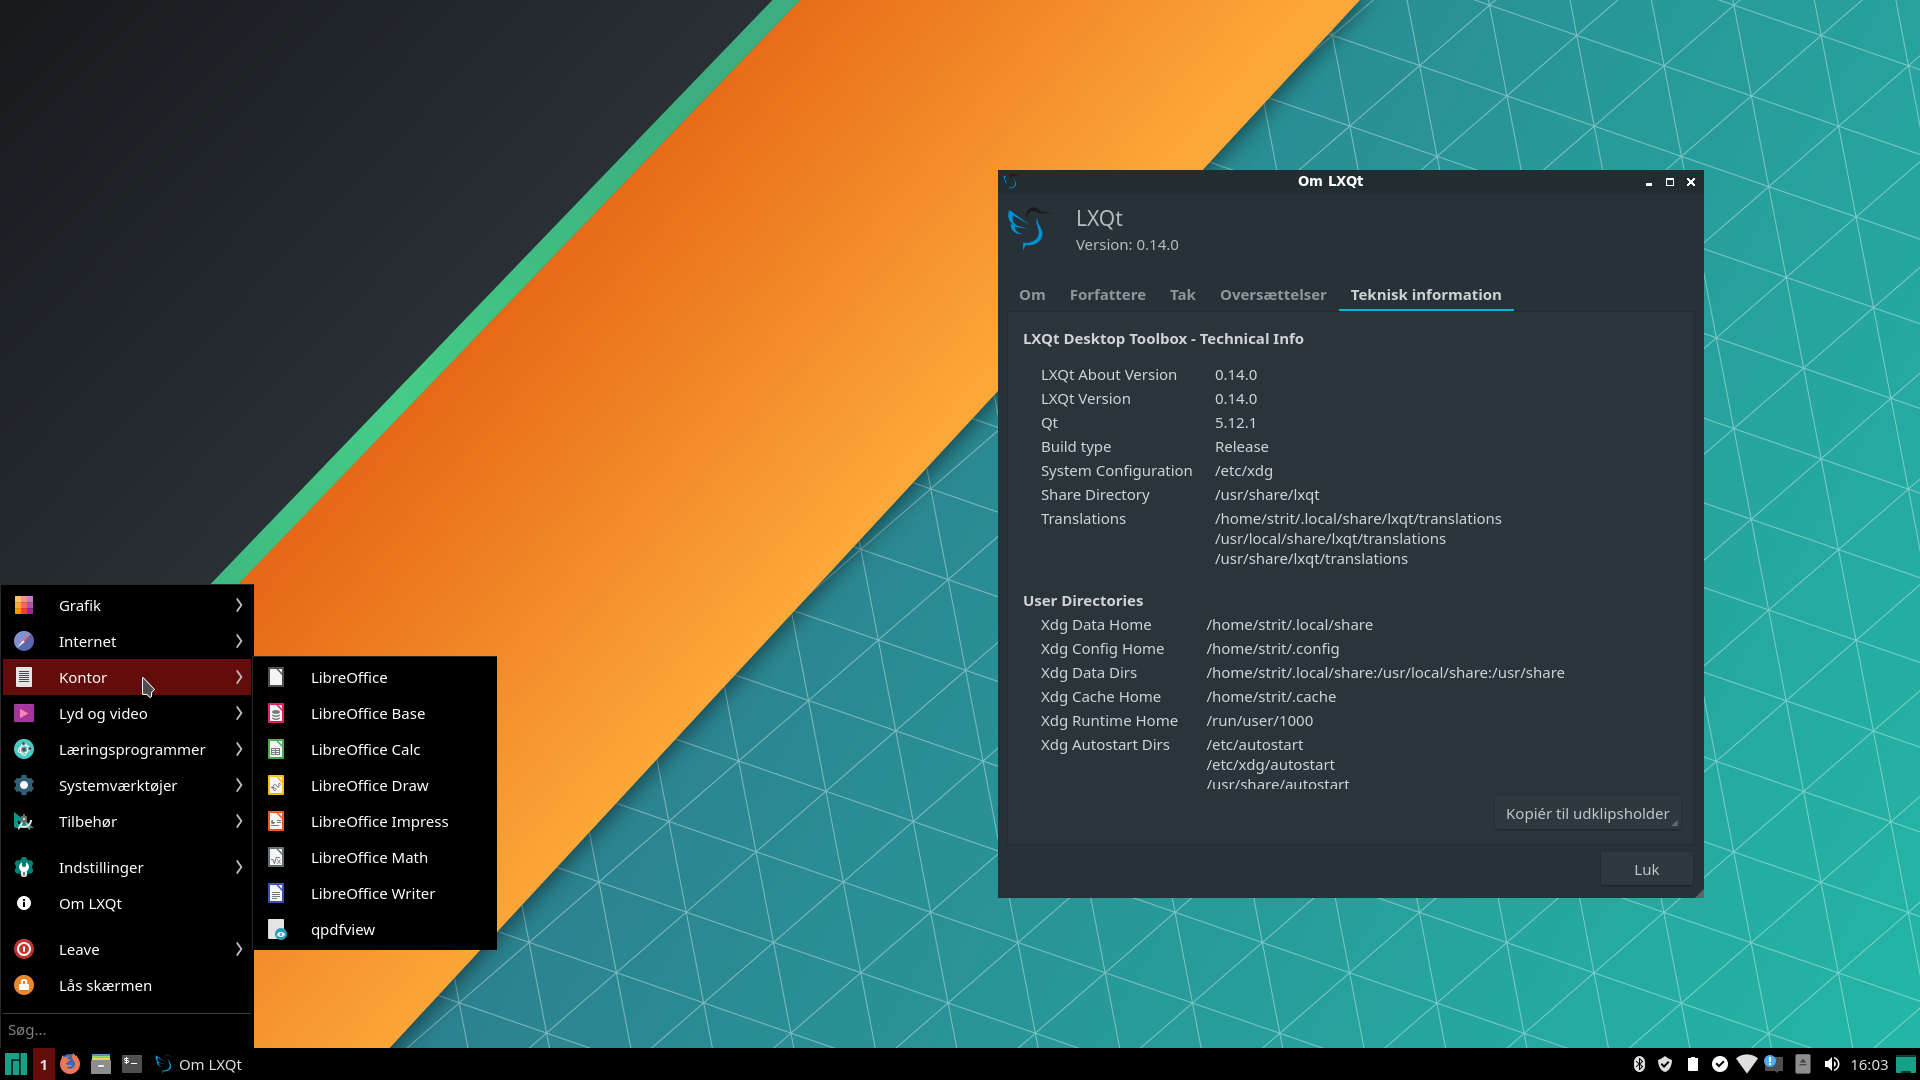 Om LXQt
LXQt
Version: 0.14.0
Om Forfattere Tak Oversættelser Teknisk information
LXQt Desktop Toolbox - Technical Info
LXQt About Version 0.14.0
LXQt Version 0.14.0
Qt 5.12.1
Build type Release
System Configuration /etc/xdg
Share Directory /usr/share/lxqt
Translations /home/strit/.local/share/lxqt/translations
/usr/local/share/lxqt/translations
/usr/share/lxqt/translations
User Directories
Xdg Data Home /home/strit/.local/share
Xdg Config Home /home/strit/.config
Xdg Data Dirs /home/strit/.local/share:/usr/local/share:/usr/share
Xdg Cache Home /home/strit/.cache
Xdg Runtime Home /run/user/1000
Xdg Autostart Dirs /etc/autostart
/etc/xdg/autostart
/usr/share/autostart
Kopiér til udklipsholder
Luk
Grafik
Internet
Kontor
Lyd og video
Læringsprogrammer
Systemværktøjer
Tilbehør
Indstillinger
Om LXQt
Leave
Lås skærmen
Søg...
LibreOffice
LibreOffice Base
LibreOffice Calc
LibreOffice Draw
LibreOffice Impress
LibreOffice Math
LibreOffice Writer
qpdfview
1 Om LXQt 16:03